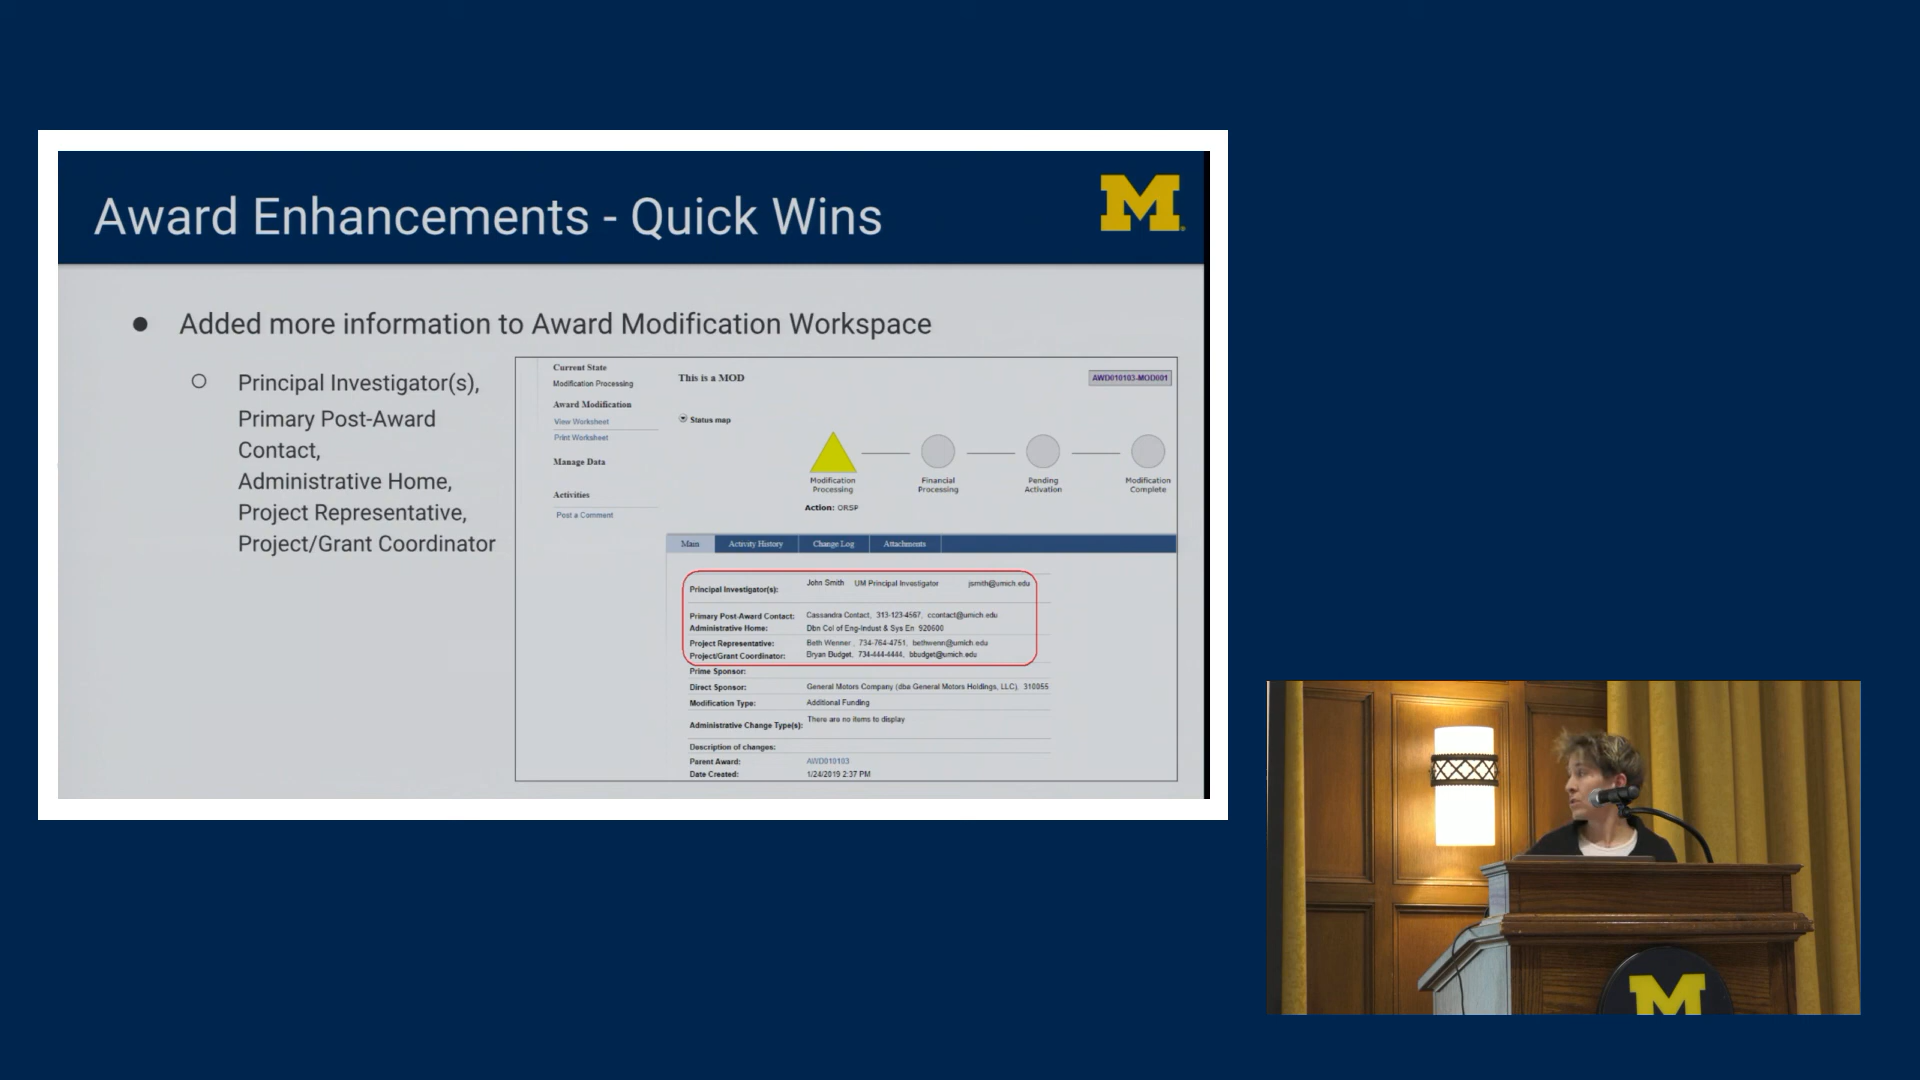 Award Enhancements - Quick Wins
M
Added more information to Award Modification Workspace
Principal Investigator(s),
Primary Post-Award
Contact,
Administrative Home,
Project Representative,
Project/Grant Coordinator
Current State
Modification Processing
Award Modification
View Worksheet
Print Worksheet
Manage Data
Activities
Post a Comment
This is a MOD
AWD010103-MOD001
Status map
Modification
Processing
Financial
Processing
Pending
Activation
Modification
Complete
Action: ORSP
Main Activity History Change Log Attachments
Principal Investigator(s): John Smith UM Principal Investigator jsmith@umich.edu
Primary Post-Award Contact: Cassandra Contact, 313-123-4567, ccontact@umich.edu
Administrative Home: Dbn Col of Eng-Indust & Sys En 920600
Project Representative: Beth Wenner , 734-764-4751, bethwenn@umich.edu
Project/Grant Coordinator: Bryan Budget, 734-444-4444, bbudget@umich.edu
Prime Sponsor:
Direct Sponsor: General Motors Company (dba General Motors Holdings, LLC) 310055
Modification Type: Additional Funding
Administrative Change Type(s): There are no items to display
Description of changes:
Parent Award: AWD010103
Date Created: 1/24/2019 2:37 PM
M